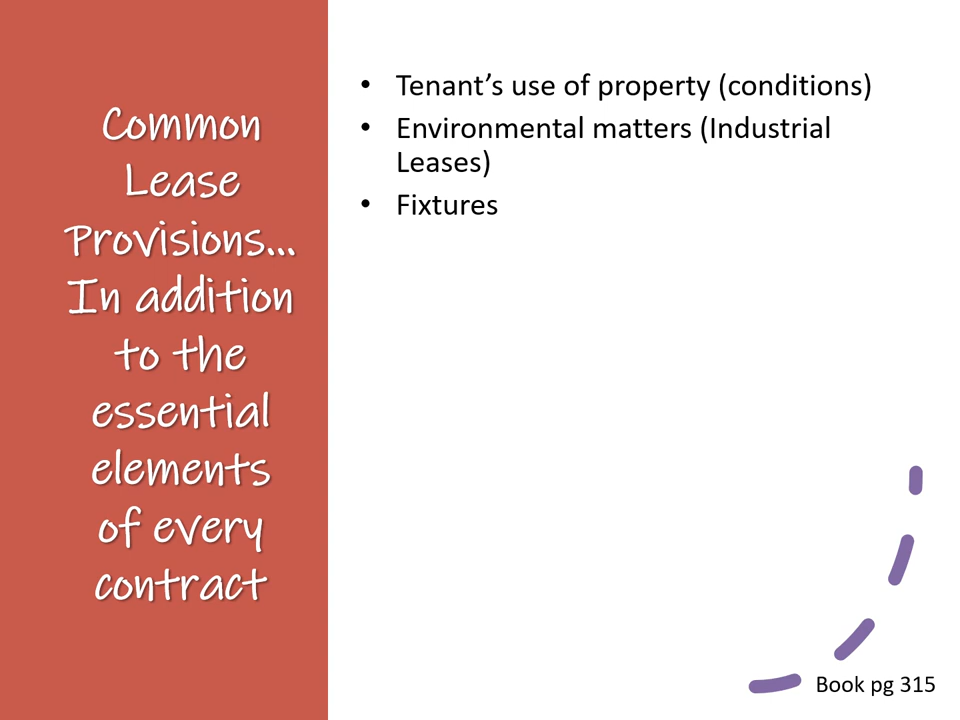 Common
Lease
Provisions...
In addition
to the
essential
elements
of every
contract
• Tenant’s use of property (conditions)
• Environmental matters (Industrial
Leases)
• Fixtures
Book pg 315